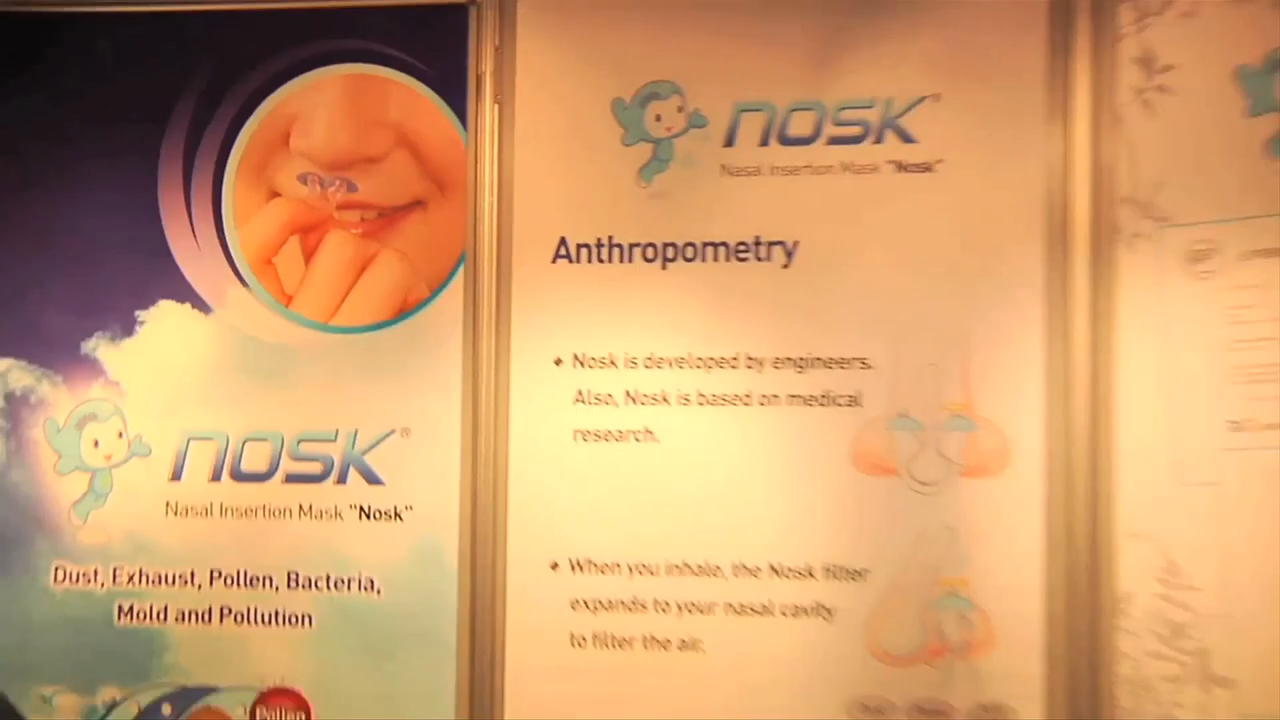 nosk®
Nasal Insertion Mask "Nosk"
Dust, Exhaust, Pollen, Bacteria,
Mold and Pollution
Pollen
nosk
Nasal Insertion Mask "Nosk"
Anthropometry
Nosk is developed by engineers.
Also, Nosk is based on medical
research.
When you inhale, the Nosk filter
expands to your nasal cavity
to filter the air.